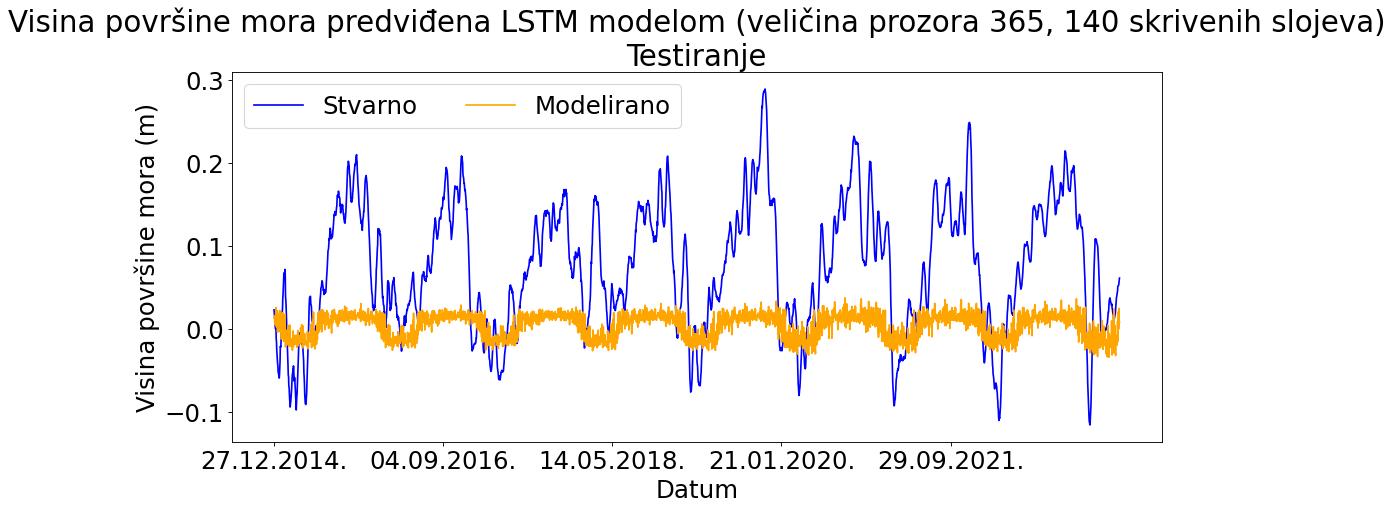 Visina površine mora predviđena LSTM modelom (veličina prozora 365, 140 skrivenih slojeva)
Testiranje
Stvarno
Modelirano
Visina površine mora (m)
0.3
0.2
0.1
0.0
−0.1
27.12.2014.
04.09.2016.
14.05.2018.
21.01.2020.
29.09.2021.
Datum